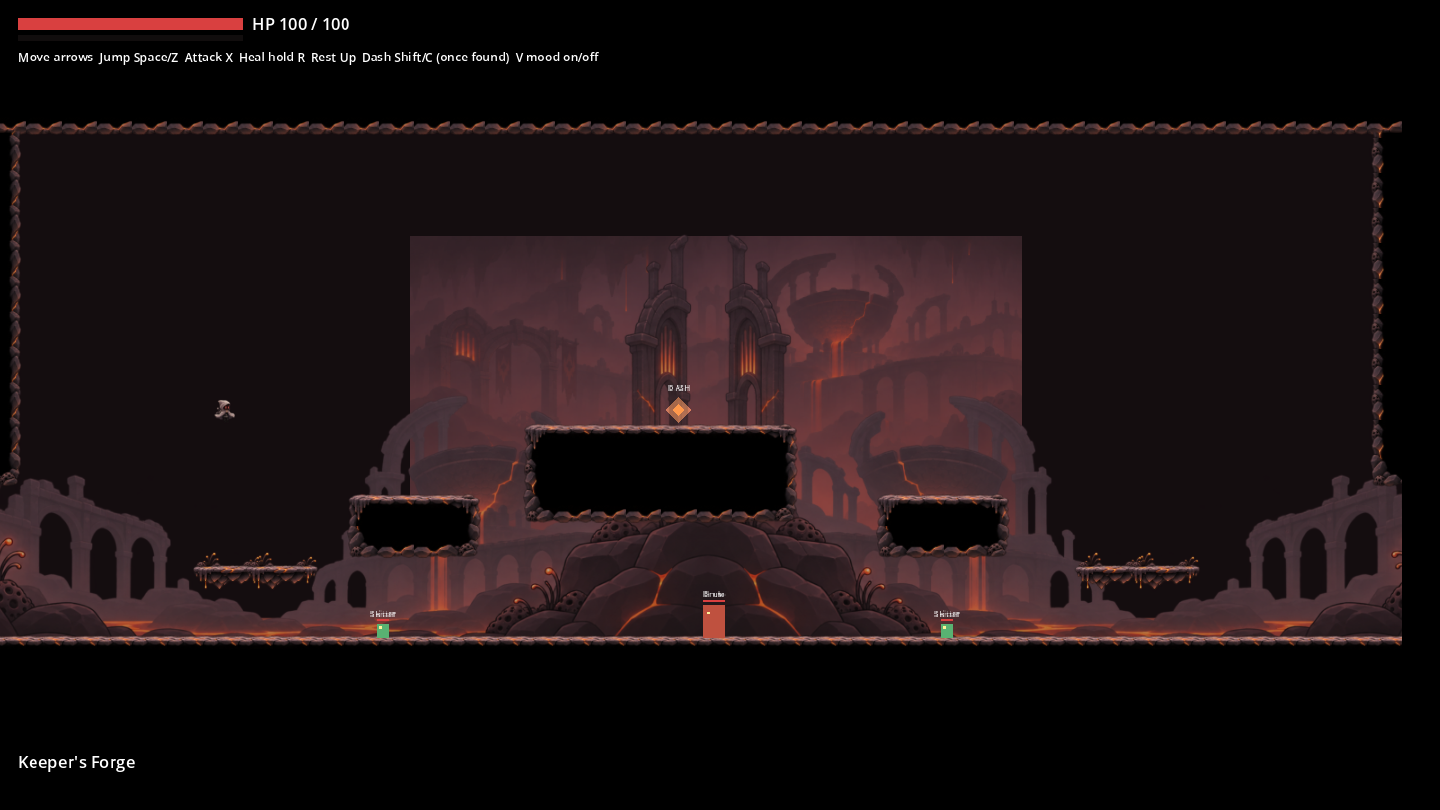 HP 100 / 100
Move arrows  Jump Space/Z  Attack X  Heal hold R  Rest Up  Dash Shift/C (once found)  V mood on/off
DASH
Keeper's Forge